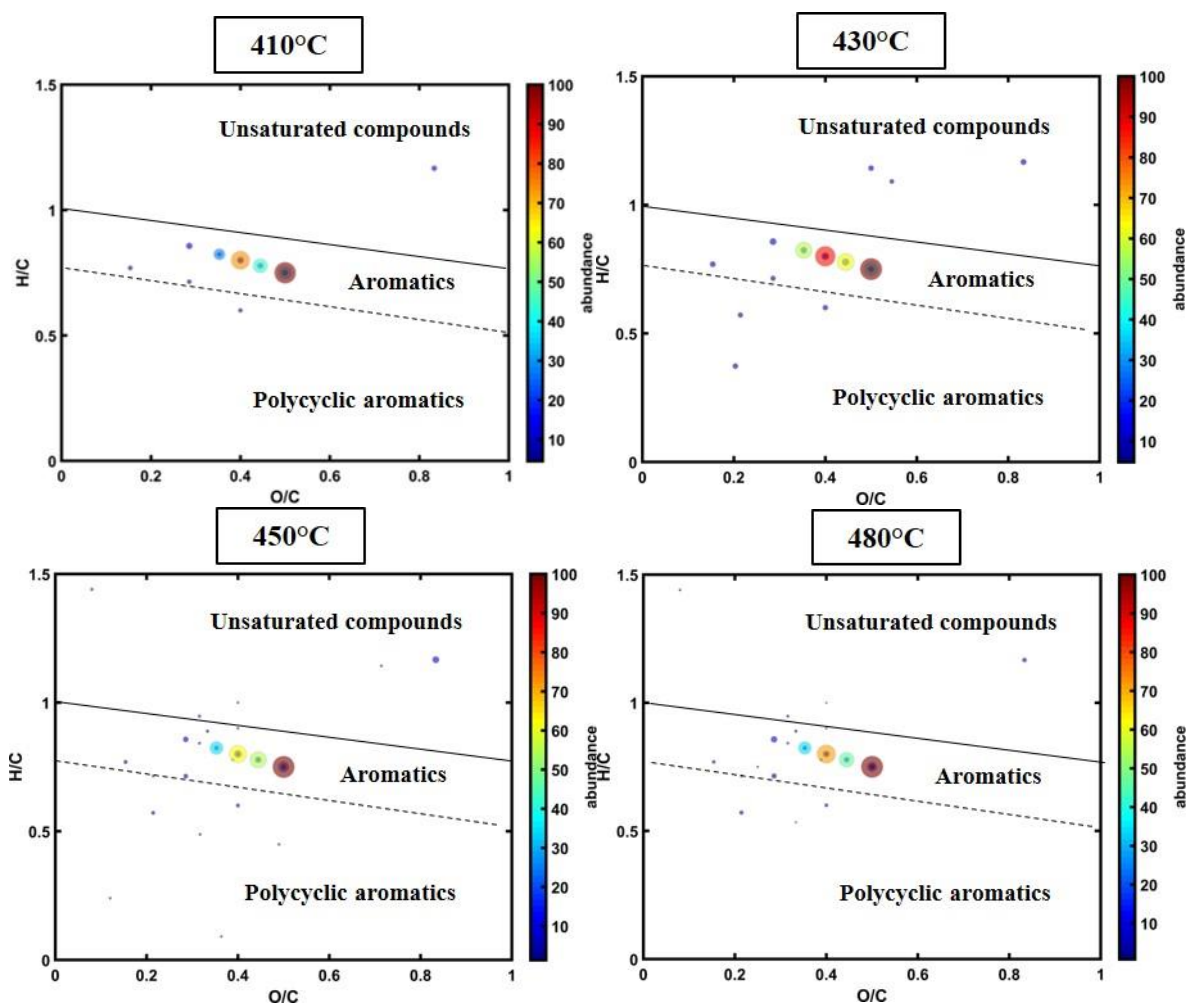 410°C
1.5
1
0.5
0
H/C
Unsaturated compounds
Aromatics
Polycyclic aromatics
0 0.2 0.4 0.6 0.8 1
O/C
100
90
80
70
60
50
40
30
20
10
abundance
430°C
1.5
1
0.5
0
H/C
Unsaturated compounds
Aromatics
Polycyclic aromatics
0 0.2 0.4 0.6 0.8 1
O/C
100
90
80
70
60
50
40
30
20
10
abundance
450°C
1.5
1
0.5
0
H/C
Unsaturated compounds
Aromatics
Polycyclic aromatics
0 0.2 0.4 0.6 0.8 1
O/C
100
90
80
70
60
50
40
30
20
10
abundance
480°C
1.5
1
0.5
0
H/C
Unsaturated compounds
Aromatics
Polycyclic aromatics
0 0.2 0.4 0.6 0.8 1
O/C
100
90
80
70
60
50
40
30
20
10
abundance